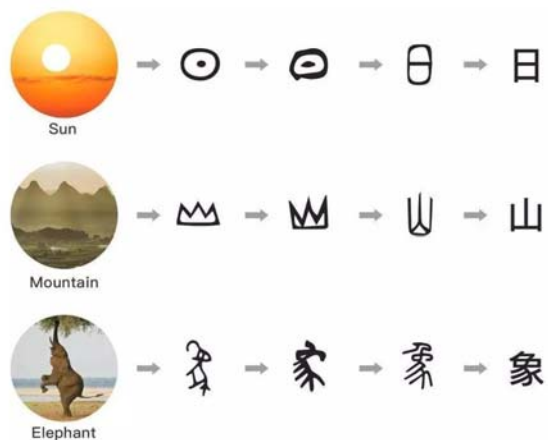 日
Sun
山
Mountain
象
Elephant